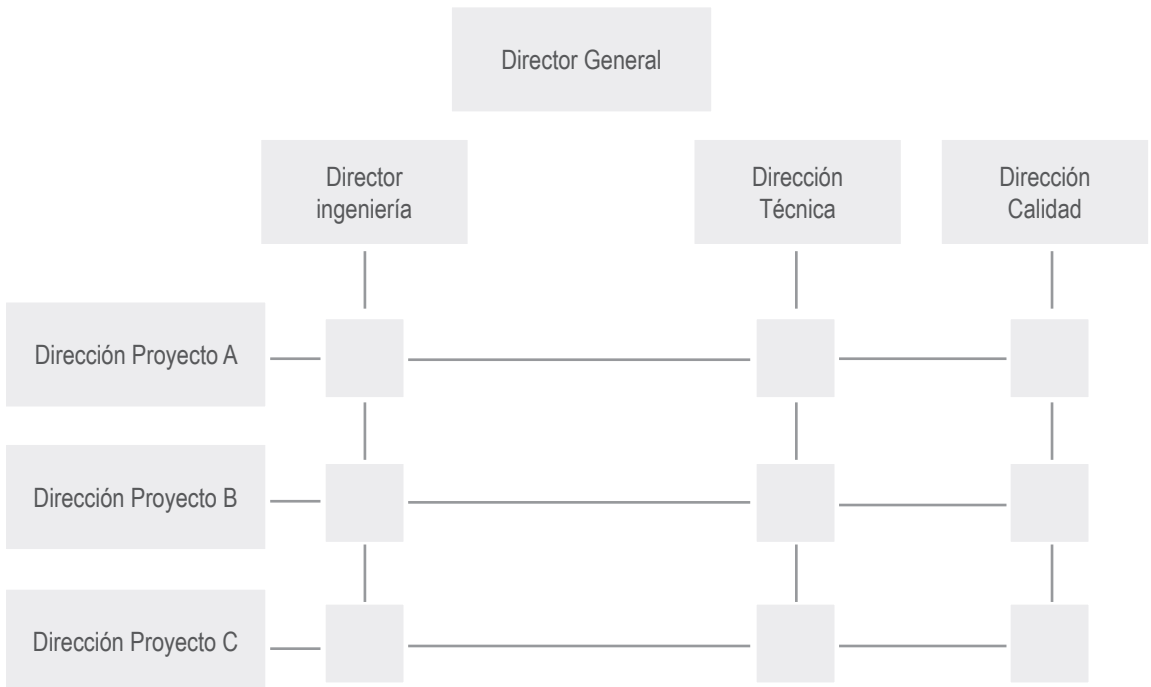 Director General
Director
ingeniería
Dirección
Técnica
Dirección
Calidad
Dirección Proyecto A
Dirección Proyecto B
Dirección Proyecto C